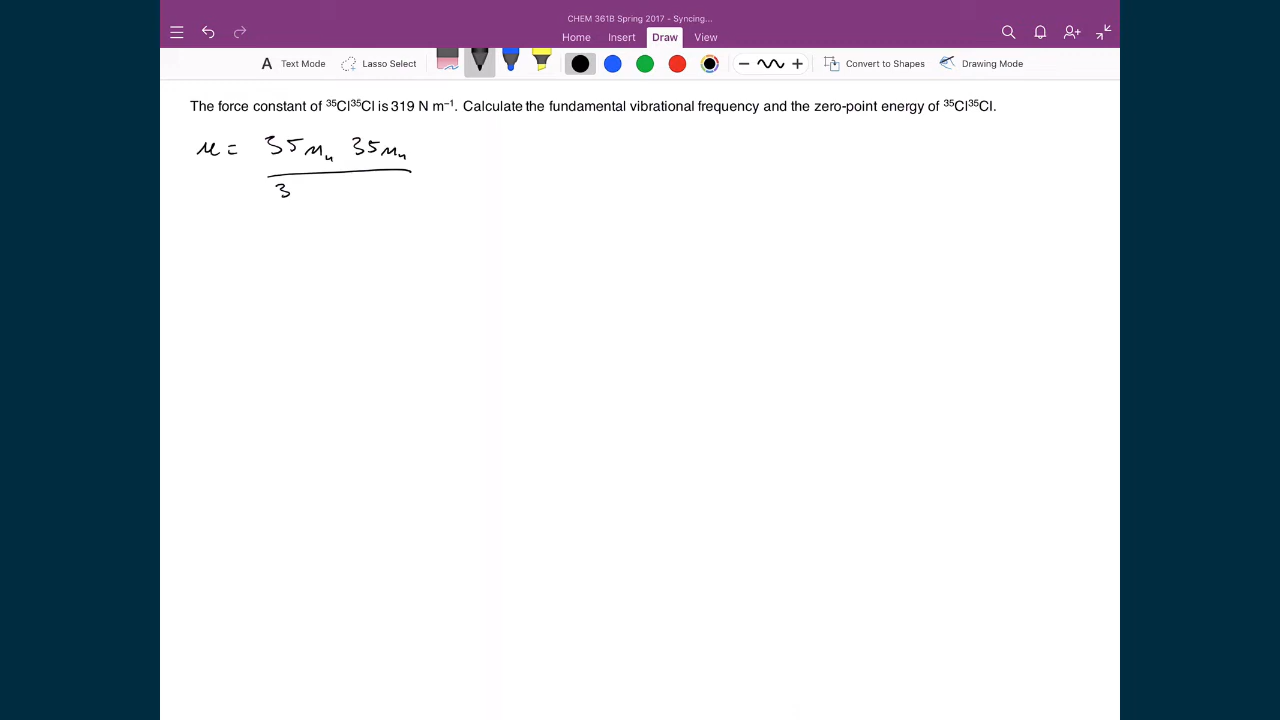 CHEM 361B Spring 2017 - Syncing...
Home Insert Draw View
A Text Mode Lasso Select Convert to Shapes Drawing Mode
The force constant of ³⁵Cl³⁵Cl is 319 N m⁻¹. Calculate the fundamental vibrational frequency and the zero-point energy of ³⁵Cl³⁵Cl.
μ = 35mᵤ 35mᵤ
3